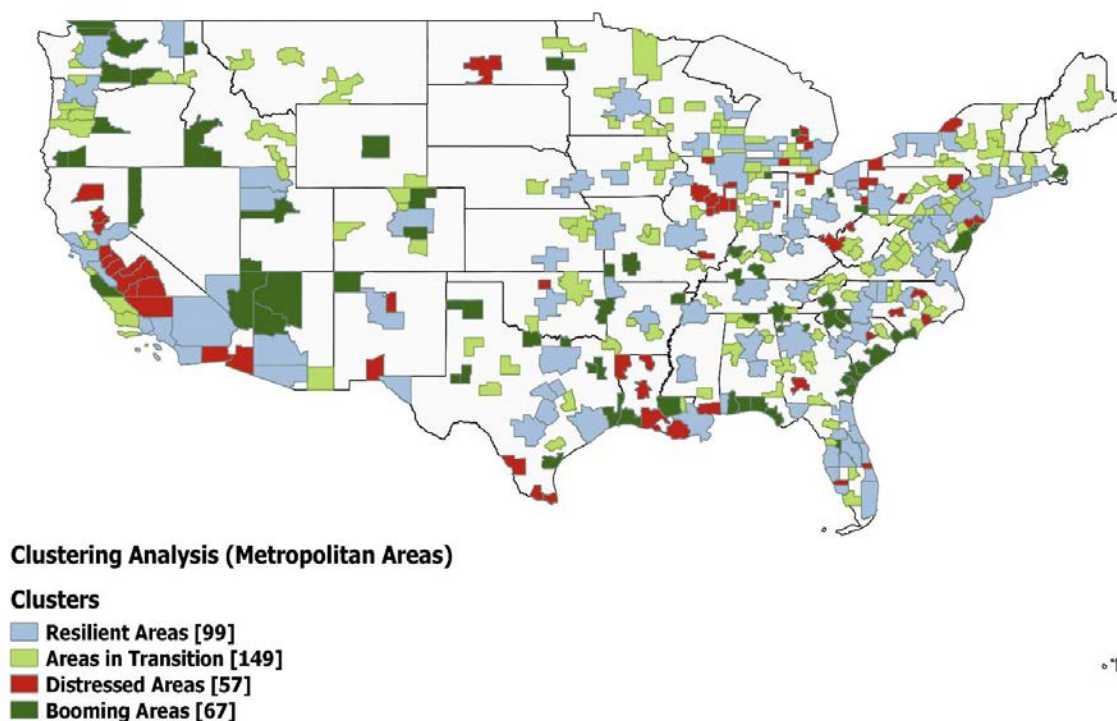 Clustering Analysis (Metropolitan Areas)
Clusters
Resilient Areas [99]
Areas in Transition [149]
Distressed Areas [57]
Booming Areas [67]